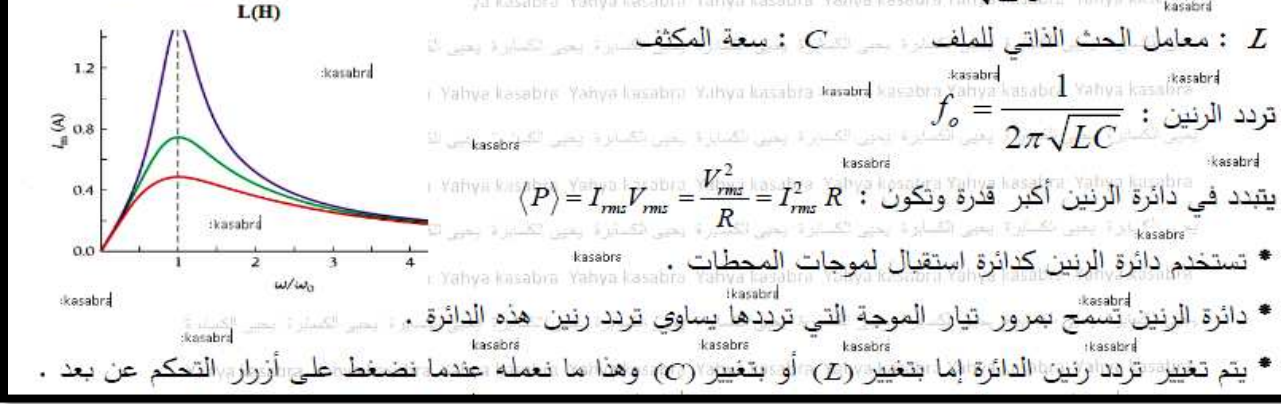 L(H)
L : معامل الحث الذاتي للملف C : سعة المكثف
تردد الرنين : f_o = 1 / 2π√LC
يتبدد في دائرة الرنين أكبر قدرة وتكون : ⟨P⟩ = I_rms V_rms = V²_rms / R = I²_rms R
* تستخدم دائرة الرنين كدائرة استقبال لموجات المحطات .
* دائرة الرنين تسمح بمرور تيار الموجة التي ترددها يساوي تردد رنين هذه الدائرة .
* يتم تغيير تردد رنين الدائرة إما بتغيير (L) أو بتغيير (C) وهذا ما نعمله عندما نضغط على أزرار التحكم عن بعد .
I_m (A)
1.2
0.8
0.4
0.0
1 2 3 4
ω/ω₀
:kasabra
Yahya kasabra